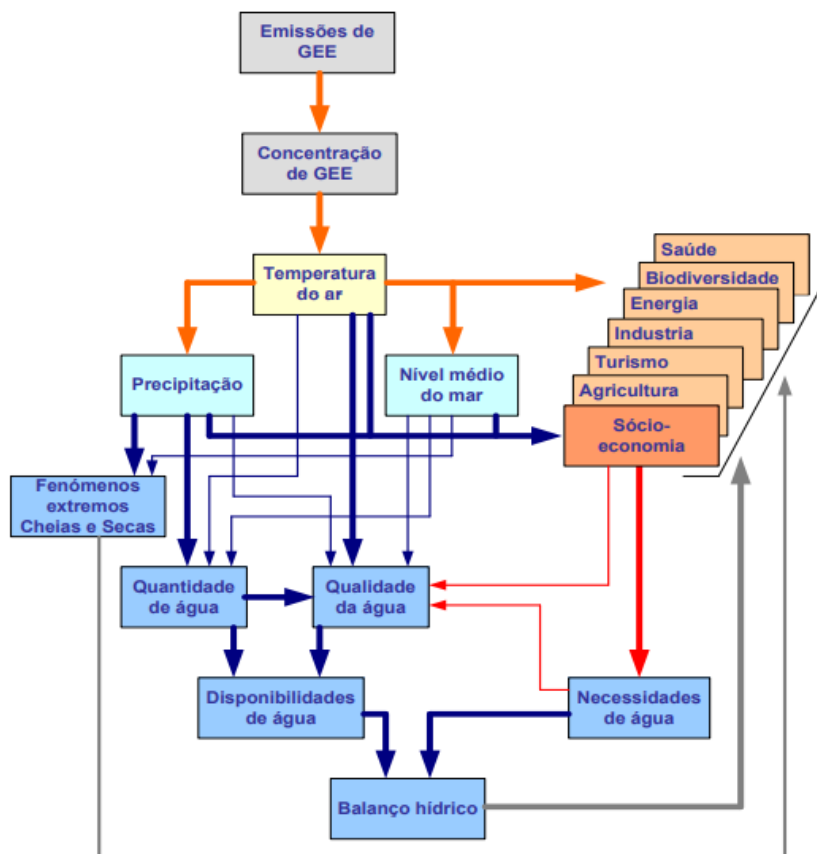 Emissões de
GEE
Concentração
de GEE
Temperatura
do ar
Saúde
Biodiversidade
Energia
Industria
Turismo
Agricultura
Sócio-
economia
Precipitação
Nível médio
do mar
Fenómenos
extremos
Cheias e Secas
Quantidade
de água
Qualidade
da água
Disponibilidades
de água
Necessidades
de água
Balanço hídrico